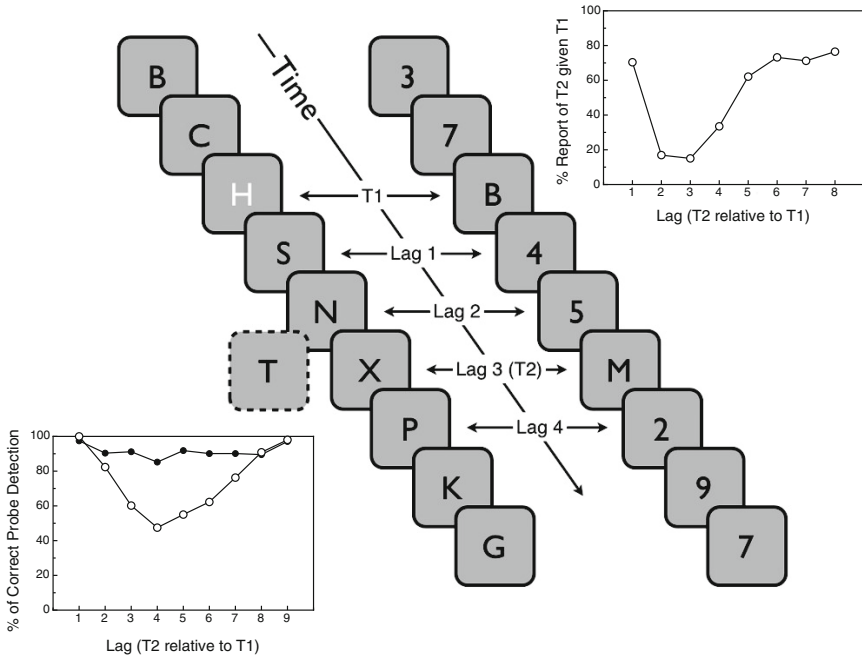 B
C
H
S
N
T
X
P
K
G
Time
T1
Lag 1
Lag 2
Lag 3 (T2)
Lag 4
3
7
B
4
5
M
2
9
7
% Report of T2 given T1
100
80
60
40
20
0
1 2 3 4 5 6 7 8
Lag (T2 relative to T1)
% of Correct Probe Detection
100
80
60
40
20
0
1 2 3 4 5 6 7 8 9
Lag (T2 relative to T1)